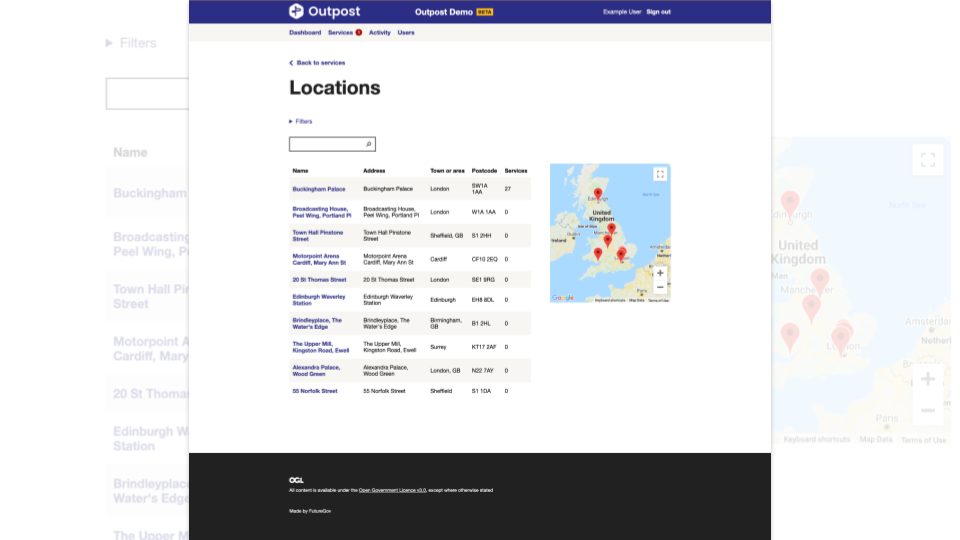 Outpost
Outpost Demo BETA
Example User Sign out
Dashboard Services 1 Activity Users
Back to services
Locations
Filters
Name Address Town or area Postcode Services
Buckingham Palace Buckingham Palace London SW1A 1AA 27
Broadcasting House, Peel Wing, Portland Pl Broadcasting House, Peel Wing, Portland Pl London W1A 1AA 0
Town Hall Pinstone Street Town Hall Pinstone Street Sheffield, GB S1 2HH 0
Motorpoint Arena Cardiff, Mary Ann St Motorpoint Arena Cardiff, Mary Ann St Cardiff CF10 2EQ 0
20 St Thomas Street 20 St Thomas Street London SE1 9RG 0
Edinburgh Waverley Station Edinburgh Waverley Station Edinburgh EH8 8DL 0
Brindleyplace, The Water's Edge Brindleyplace, The Water's Edge Birmingham, GB B1 2HL 0
The Upper Mill, Kingston Road, Ewell The Upper Mill, Kingston Road, Ewell Surrey KT17 2AF 0
Alexandra Palace, Wood Green Alexandra Palace, Wood Green London, GB N22 7AY 0
55 Norfolk Street 55 Norfolk Street Sheffield S1 1DA 0
North Sea
United
Kingdom
Isle of Man
Dublin
Ireland
Paris
Google
Keyboard shortcuts Map Data Terms of Use
OGL
All content is available under the Open Government Licence v3.0, except where otherwise stated
Made by FutureGov
Filters
Name
Buckingham
Broadcasting
Peel Wing,
Town Hall
Street
Motorpoint A
Cardiff, Mary
20 St Thoma
Edinburgh W
Station
Brindleyplac
Water's Edge
The Upper M
North Sea
United
Kingdom
Paris
Keyboard shortcuts Map Data Terms of Use